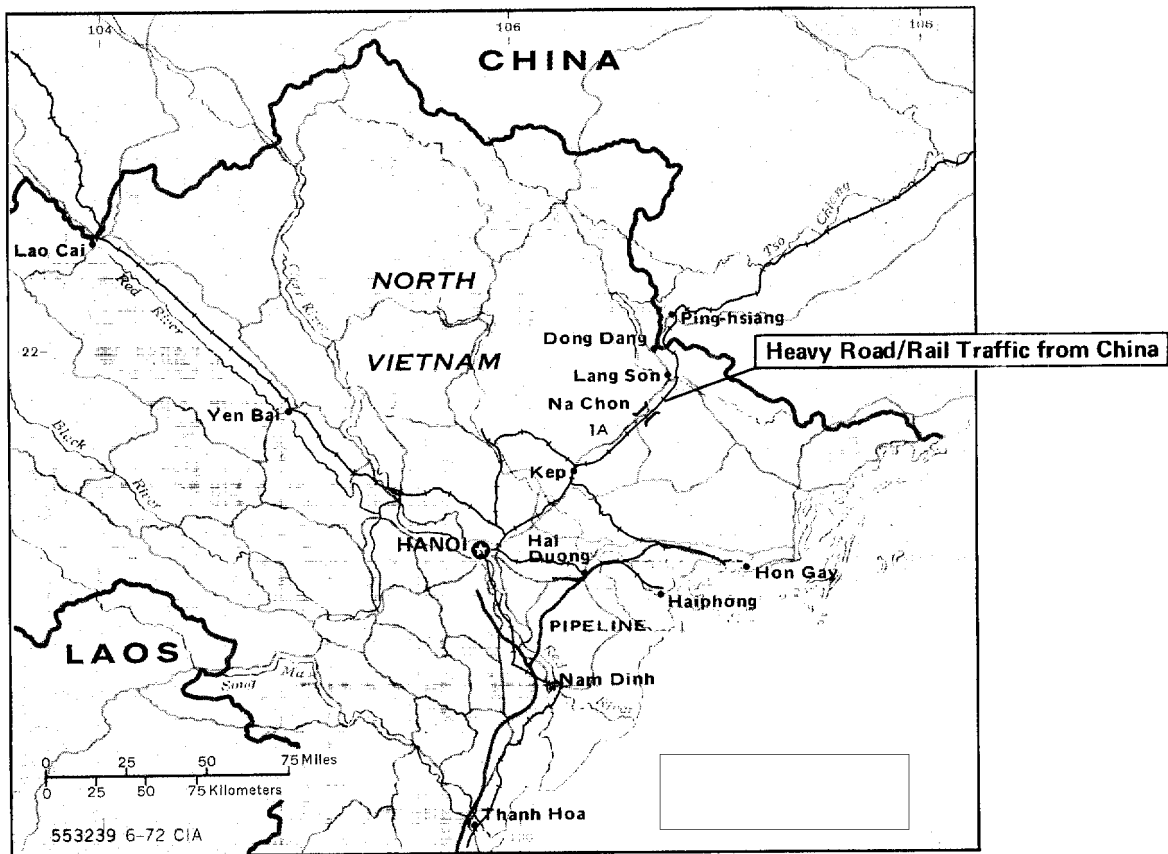 104
106
108
CHINA
Lao Cai
Red
River
NORTH
Tso Chiang
Ping-hsiang
22
Dong Dang
VIETNAM
Heavy Road/Rail Traffic from China
Lang Son
Na Chon
Yen Bai
1A
Black
River
Kep
HANOI
Hai
Duong
Hon Gay
Haiphong
PIPELINE
LAOS
Nam Dinh
Ma
0 25 50 75 Miles
0 25 50 75 Kilometers
Thanh Hoa
553239 6-72 CIA